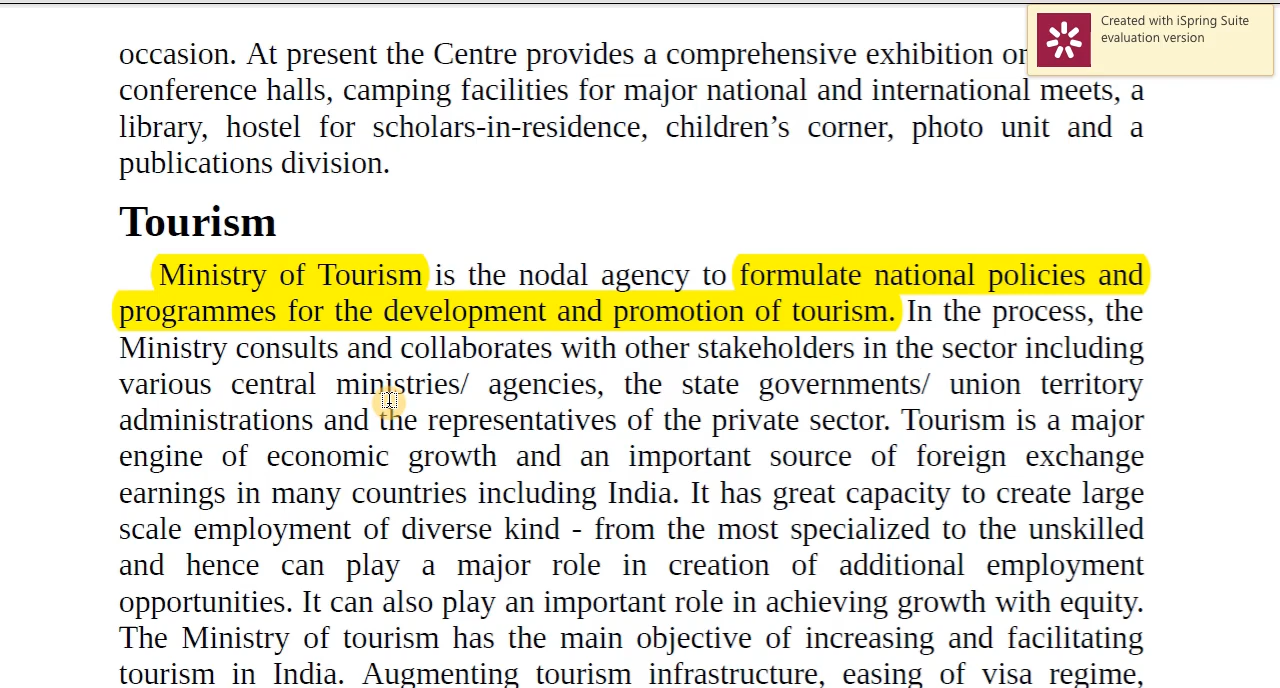 Created with iSpring Suite
evaluation version
occasion. At present the Centre provides a comprehensive exhibition
conference halls, camping facilities for major national and international meets, a
library, hostel for scholars-in-residence, children’s corner, photo unit and a
publications division.
Tourism
Ministry of Tourism is the nodal agency to formulate national policies and
programmes for the development and promotion of tourism. In the process, the
Ministry consults and collaborates with other stakeholders in the sector including
various central ministries/ agencies, the state governments/ union territory
administrations and the representatives of the private sector. Tourism is a major
engine of economic growth and an important source of foreign exchange
earnings in many countries including India. It has great capacity to create large
scale employment of diverse kind - from the most specialized to the unskilled
and hence can play a major role in creation of additional employment
opportunities. It can also play an important role in achieving growth with equity.
The Ministry of tourism has the main objective of increasing and facilitating
tourism in India. Augmenting tourism infrastructure, easing of visa regime,